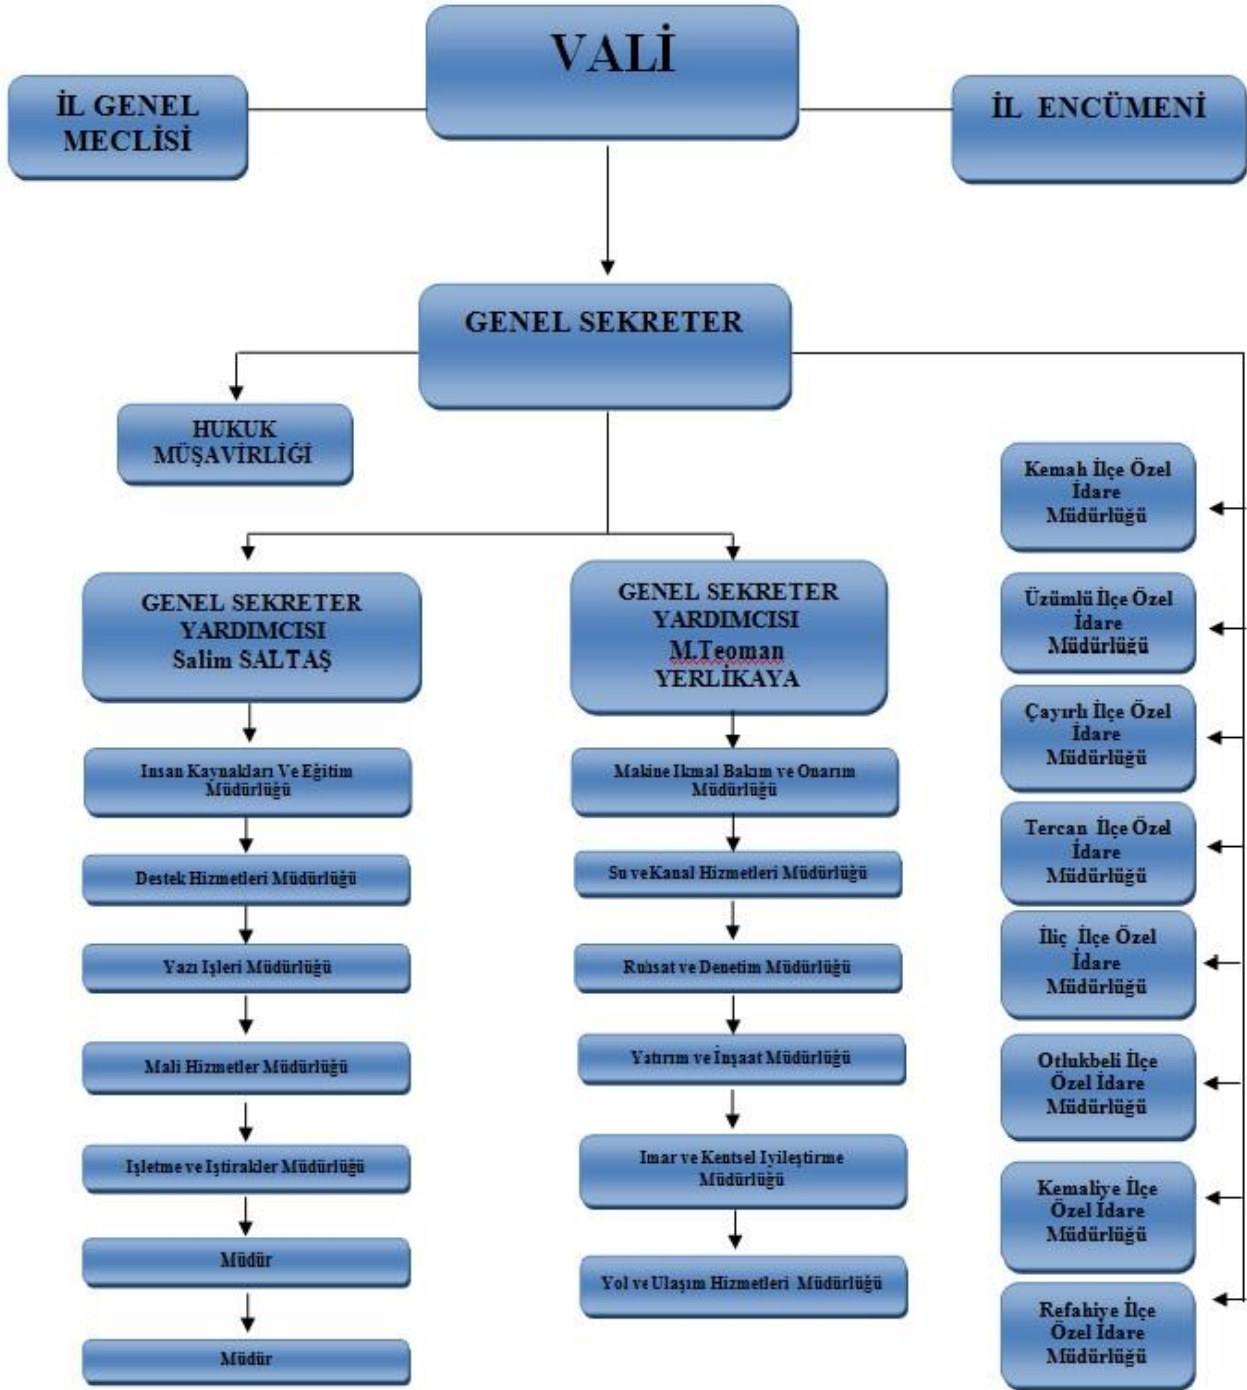 VALİ
İL GENEL
MECLİSİ
İL ENCÜMENİ
GENEL SEKRETER
HUKUK
MÜŞAVİRLİĞİ
GENEL SEKRETER
YARDIMCISI
Salim SALTAŞ
Insan Kaynakları Ve Eğitim
Müdürlüğü
Destek Hizmetleri Müdürlüğü
Yazı Işleri Müdürlüğü
Mali Hizmetler Müdürlüğü
Işletme ve Iştirakler Müdürlüğü
Müdür
Müdür
GENEL SEKRETER
YARDIMCISI
M.Teoman
YERLİKAYA
Makine Ikmal Bakım ve Onarım
Müdürlüğü
Su ve Kanal Hizmetleri Müdürlüğü
Ruhsat ve Denetim Müdürlüğü
Yatırım ve İnşaat Müdürlüğü
Imar ve Kentsel Iyileştirme
Müdürlüğü
Yol ve Ulaşım Hizmetleri Müdürlüğü
Kemah İlçe Özel
İdare
Müdürlüğü
Üzümlü İlçe Özel
İdare
Müdürlüğü
Çayırlı İlçe Özel
İdare
Müdürlüğü
Tercan İlçe Özel
İdare
Müdürlüğü
İliç İlçe Özel
İdare
Müdürlüğü
Otlukbeli İlçe
Özel İdare
Müdürlüğü
Kemaliye İlçe
Özel İdare
Müdürlüğü
Refahiye İlçe
Özel İdare
Müdürlüğü